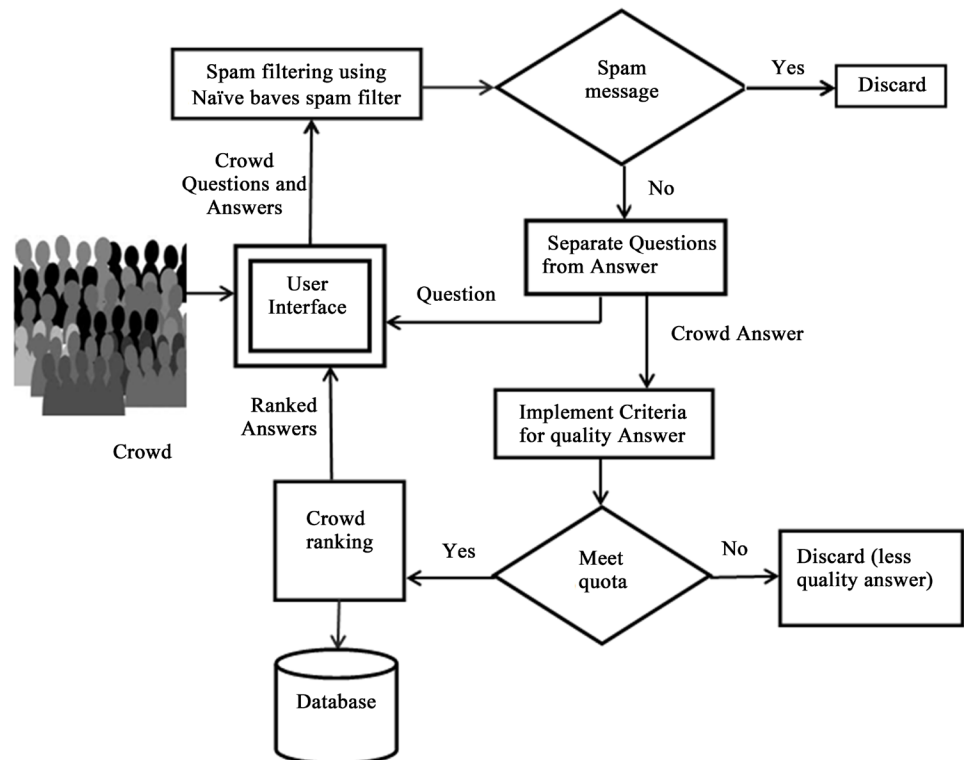 Spam filtering using
Naïve baves spam filter
Spam
message
Yes
Discard
Crowd
Questions and
Answers
No
Separate Questions
from Answer
User
Interface
Question
Crowd Answer
Ranked
Answers
Implement Criteria
for quality Answer
Crowd
Crowd
ranking
Yes
Meet
quota
No
Discard (less
quality answer)
Database